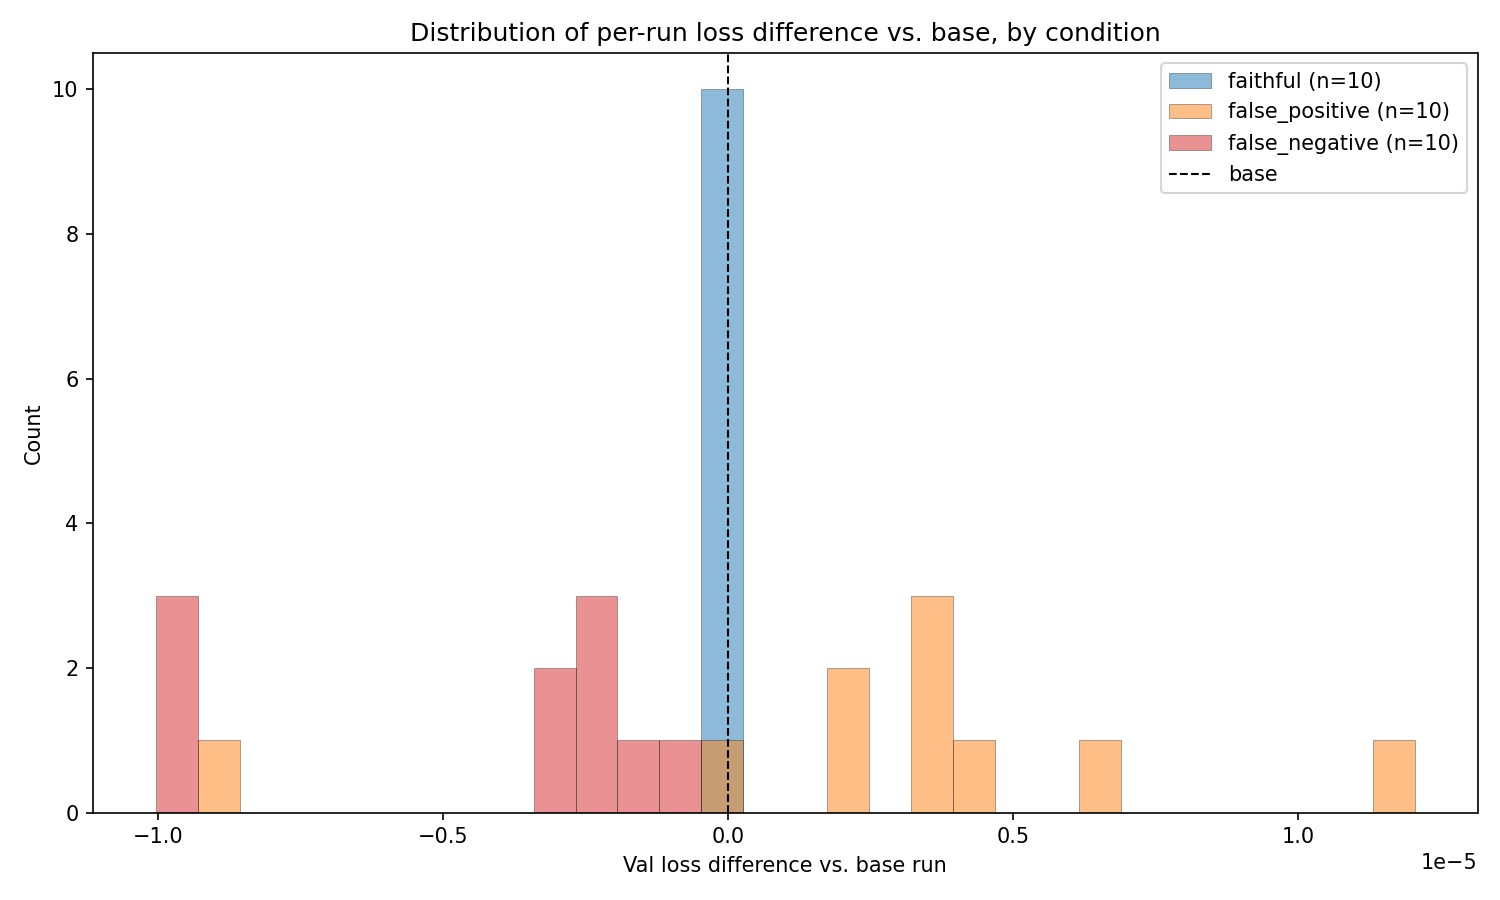 Distribution of per-run loss difference vs. base, by condition
faithful (n=10)
false_positive (n=10)
false_negative (n=10)
base
Count
10
8
6
4
2
0
−1.0
−0.5
0.0
0.5
1.0
1e−5
Val loss difference vs. base run